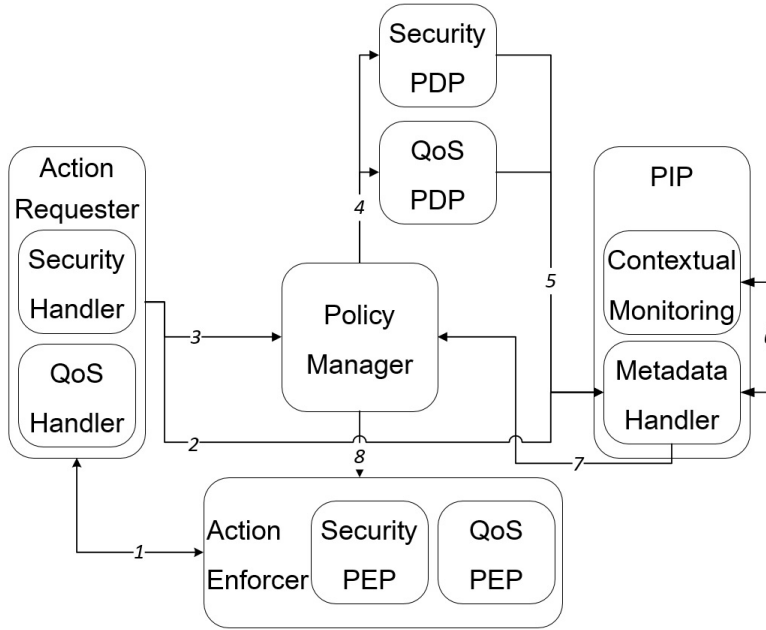 Security
PDP
QoS
PDP
Action
Requester
Security
Handler
QoS
Handler
4
3
Policy
Manager
5
PIP
Contextual
Monitoring
Metadata
Handler
2
8
7
1
Action
Enforcer
Security
PEP
QoS
PEP